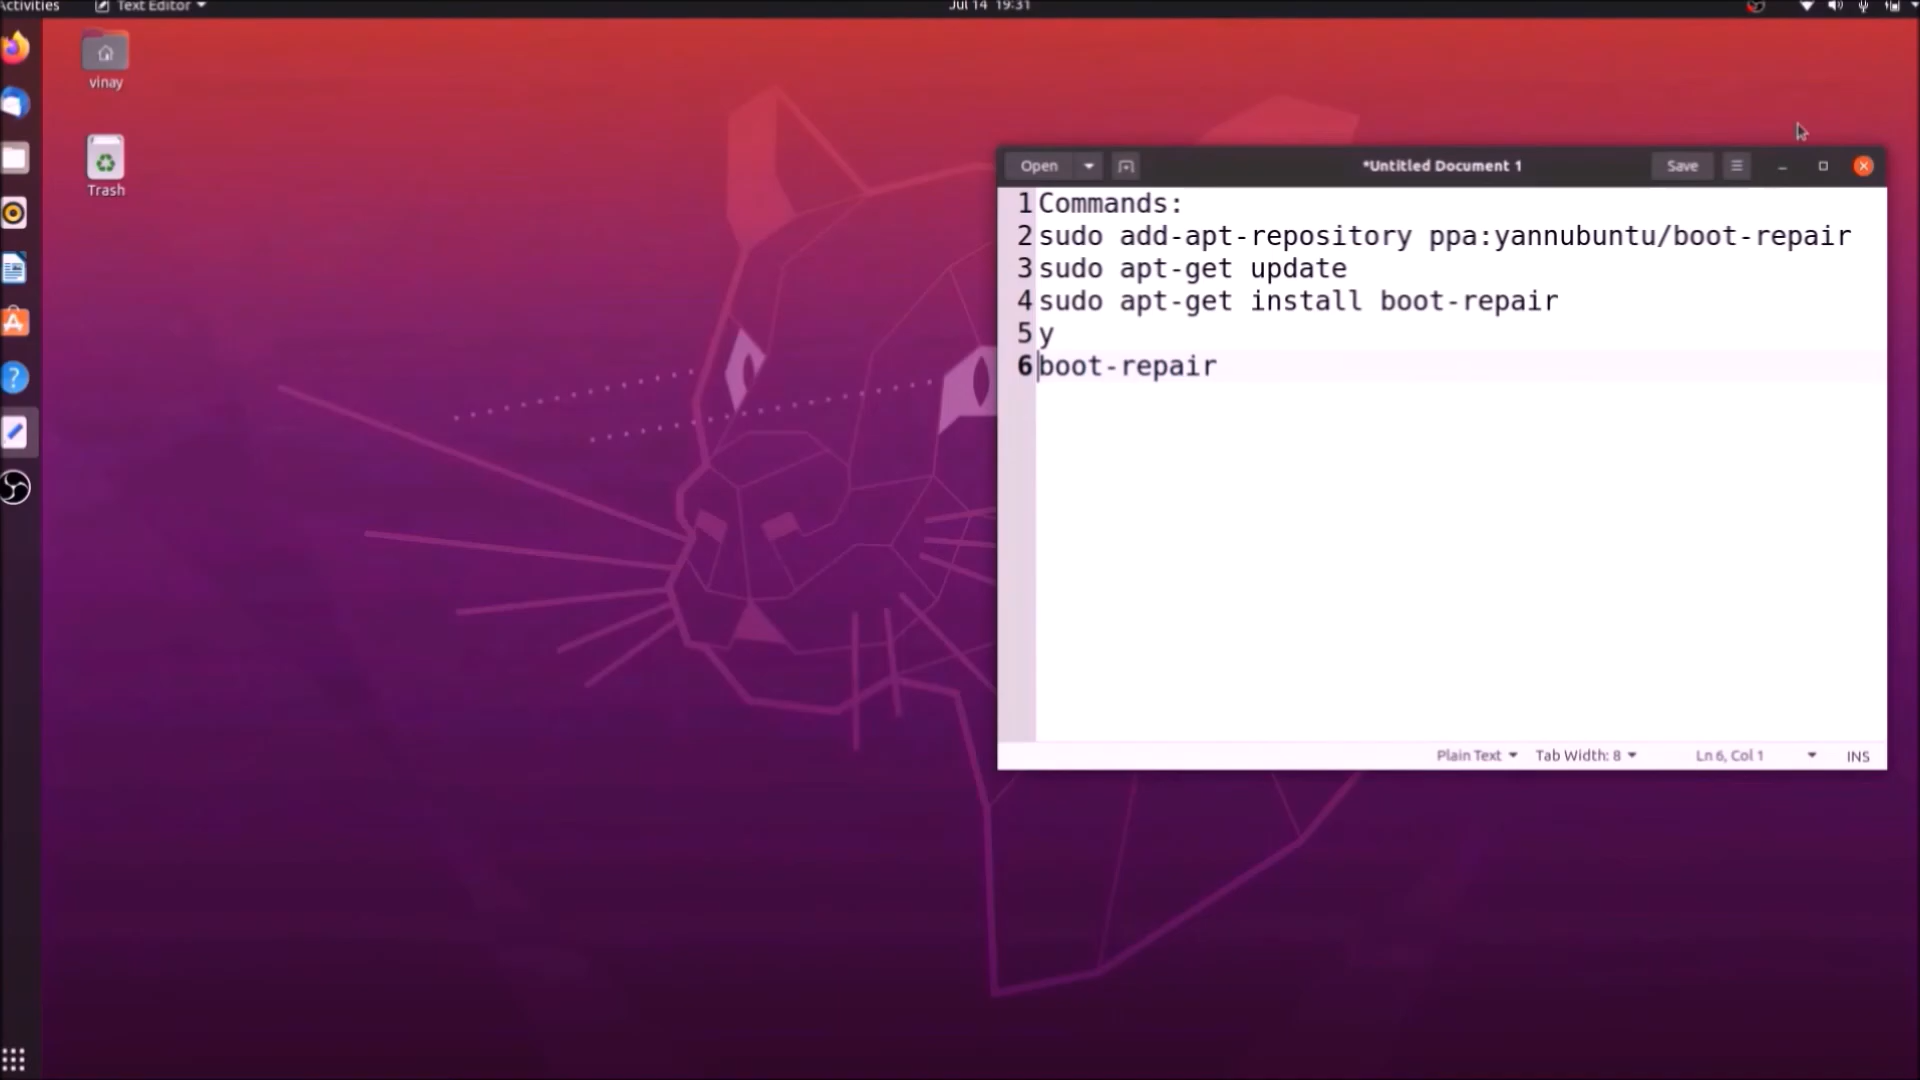 Activities Text Editor Jul 14 19:31
vinay
Trash
Open *Untitled Document 1 Save
1 Commands:
2 sudo add-apt-repository ppa:yannubuntu/boot-repair
3 sudo apt-get update
4 sudo apt-get install boot-repair
5 y
6 boot-repair
Plain Text Tab Width: 8 Ln 6, Col 1 INS